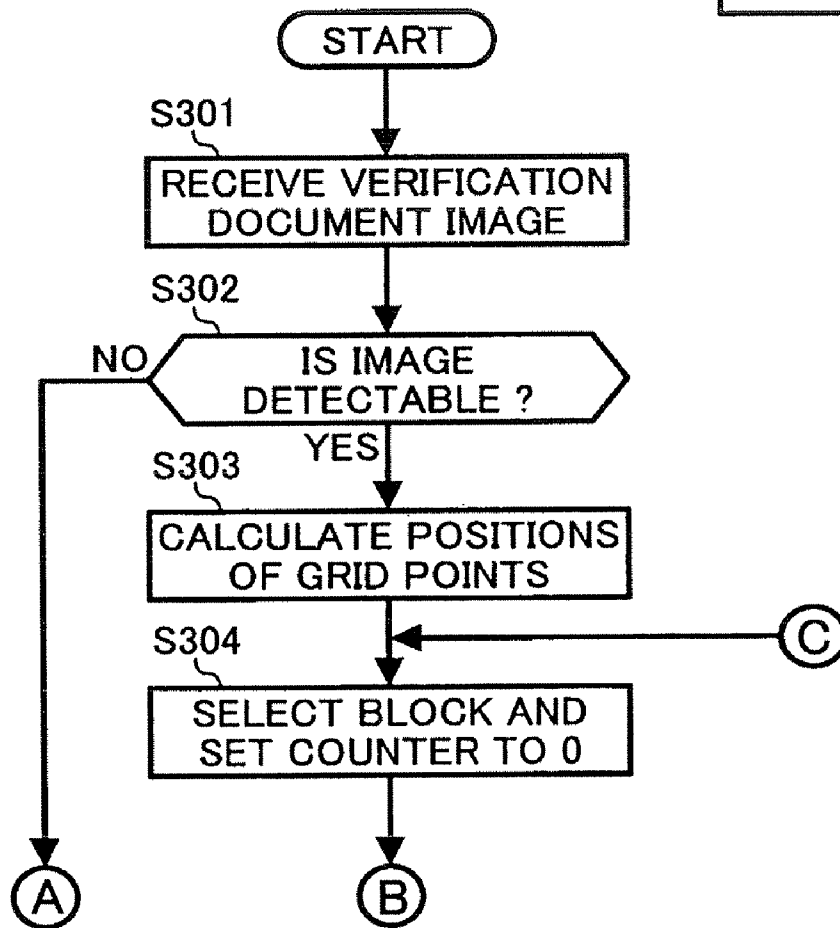 START
S301
RECEIVE VERIFICATION
DOCUMENT IMAGE
S302
NO
IS IMAGE
DETECTABLE ?
YES
S303
CALCULATE POSITIONS
OF GRID POINTS
C
S304
SELECT BLOCK AND
SET COUNTER TO 0
A
B